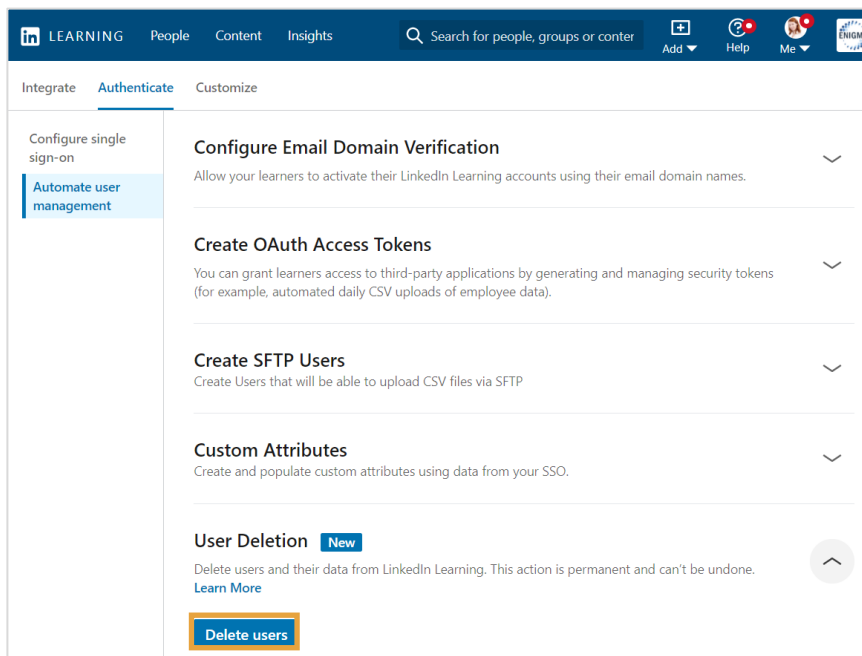 in LEARNING People Content Insights Search for people, groups or conter Add Help Me ENIGM
Integrate Authenticate Customize
Configure single
sign-on
Automate user
management
Configure Email Domain Verification
Allow your learners to activate their LinkedIn Learning accounts using their email domain names.
Create OAuth Access Tokens
You can grant learners access to third-party applications by generating and managing security tokens
(for example, automated daily CSV uploads of employee data).
Create SFTP Users
Create Users that will be able to upload CSV files via SFTP
Custom Attributes
Create and populate custom attributes using data from your SSO.
User Deletion New
Delete users and their data from LinkedIn Learning. This action is permanent and can't be undone.
Learn More
Delete users